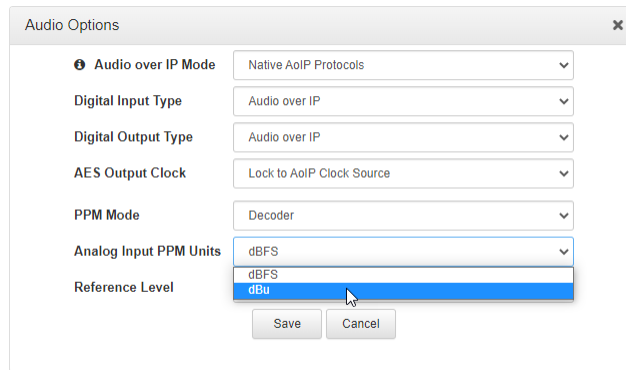 Audio Options
Audio over IP Mode Native AoIP Protocols
Digital Input Type Audio over IP
Digital Output Type Audio over IP
AES Output Clock Lock to AoIP Clock Source
PPM Mode Decoder
Analog Input PPM Units dBFS
dBFS
Reference Level dBu
Save Cancel